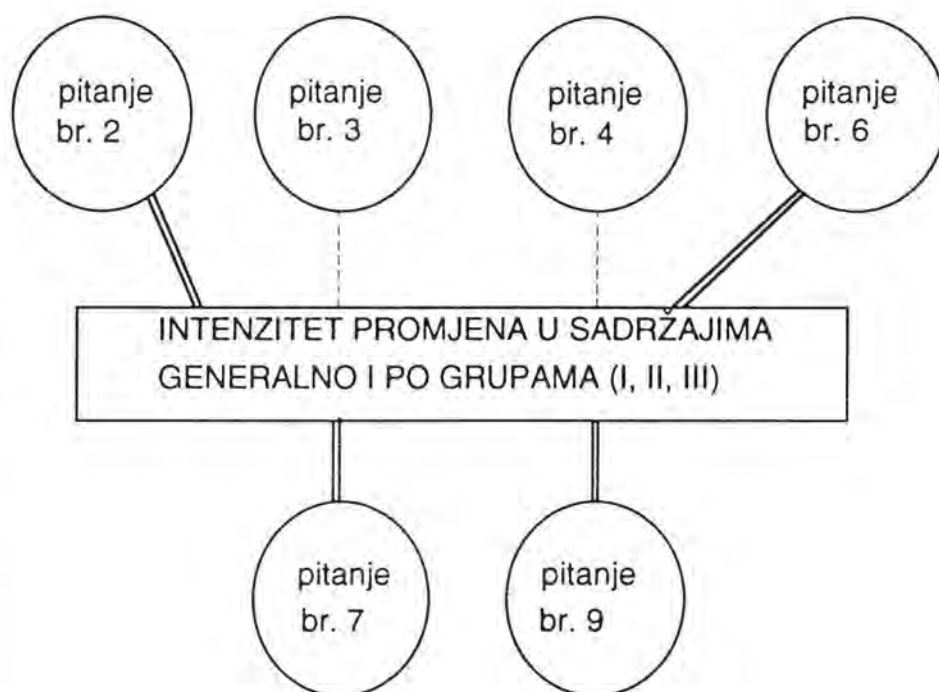 pitanje
br. 2
pitanje
br. 3
pitanje
br. 4
pitanje
br. 6
INTENZITET PROMJENA U SADRŽAJIMA
GENERALNO I PO GRUPAMA (I, II, III)
pitanje
br. 7
pitanje
br. 9